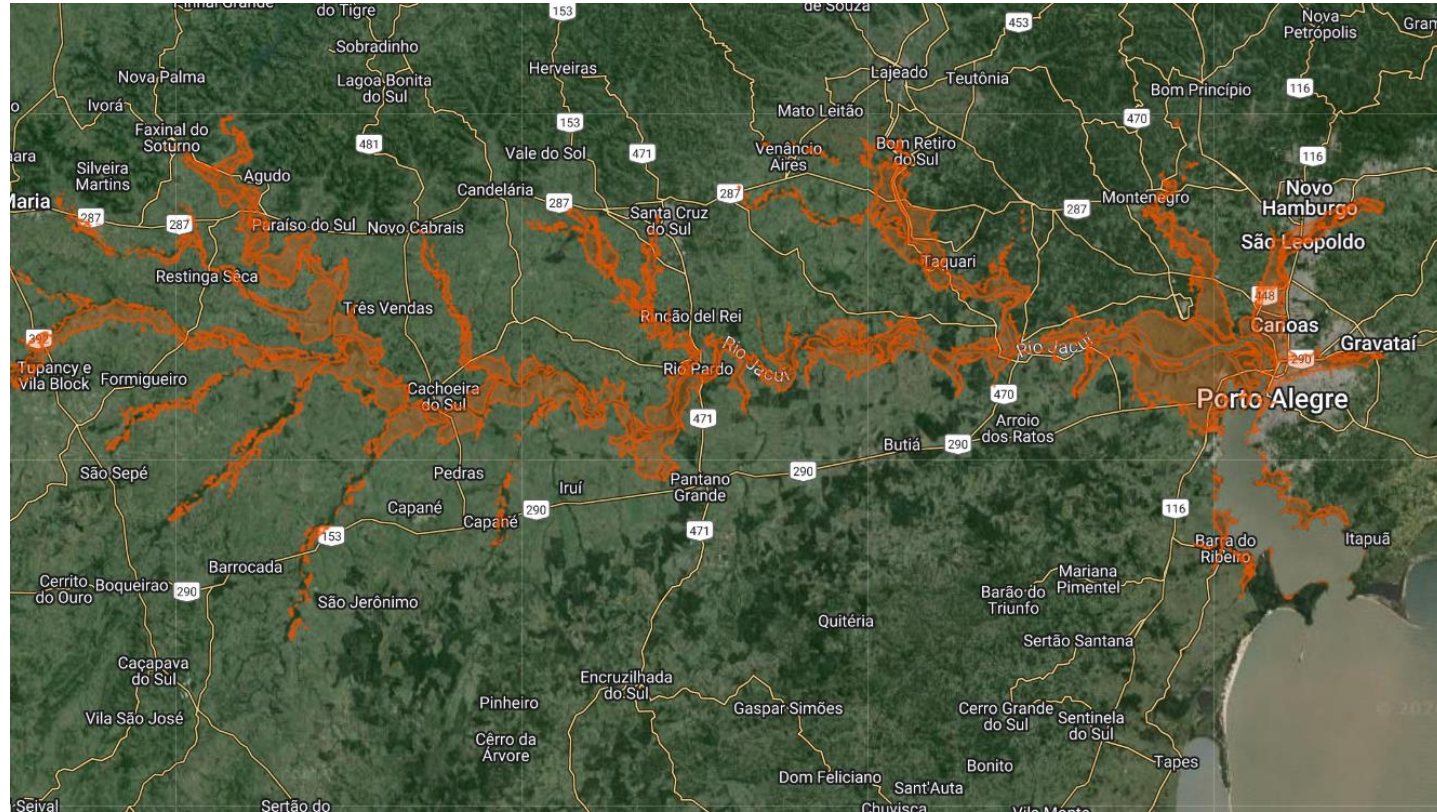 153
do Tigre
de Souza
453
Nova
Petrópolis
Gram
Sobradinho
Nova Palma
Lagoa Bonita
do Sul
Herveiras
Lajeado
Teutônia
Bom Princípio
116
Ivorá
Mato Leitão
470
153
Faxinal do
Soturno
481
Vale do Sol
471
Venâncio
Aires
Bom Retiro
do Sul
116
Silveira
Martins
Agudo
Candelária
287
Maria
287
287
Paraíso do Sul
Novo Cabrais
287
Santa Cruz
do Sul
287
Montenegro
Novo
Hamburgo
São Leopoldo
Restinga Sêca
Taquari
448
Três Vendas
Rincão del Rei
Canoas
Gravataí
290
Tupancy e
Vila Block
Formigueiro
Rio Pardo
Rio Jacuí
Rio Jacuí
Cachoeira
do Sul
470
Porto Alegre
471
Arroio
dos Ratos
Butiá
290
São Sepé
Pedras
290
Iruí
Pantano
Grande
Capané
Capané
290
116
153
471
Barra do
Ribeiro
Itapuã
Barrocada
Cerrito
do Ouro
Boqueirao
290
São Jerônimo
Mariana
Pimentel
Barão do
Triunfo
Quitéria
Sertão Santana
Caçapava
do Sul
Encruzilhada
do Sul
Vila São José
Pinheiro
Gaspar Simões
Cerro Grande
do Sul
Sentinela
do Sul
Cêrro da
Árvore
Bonito
Tapes
Dom Feliciano
Sant'Auta
Seival
Sertão do
Chuvisca